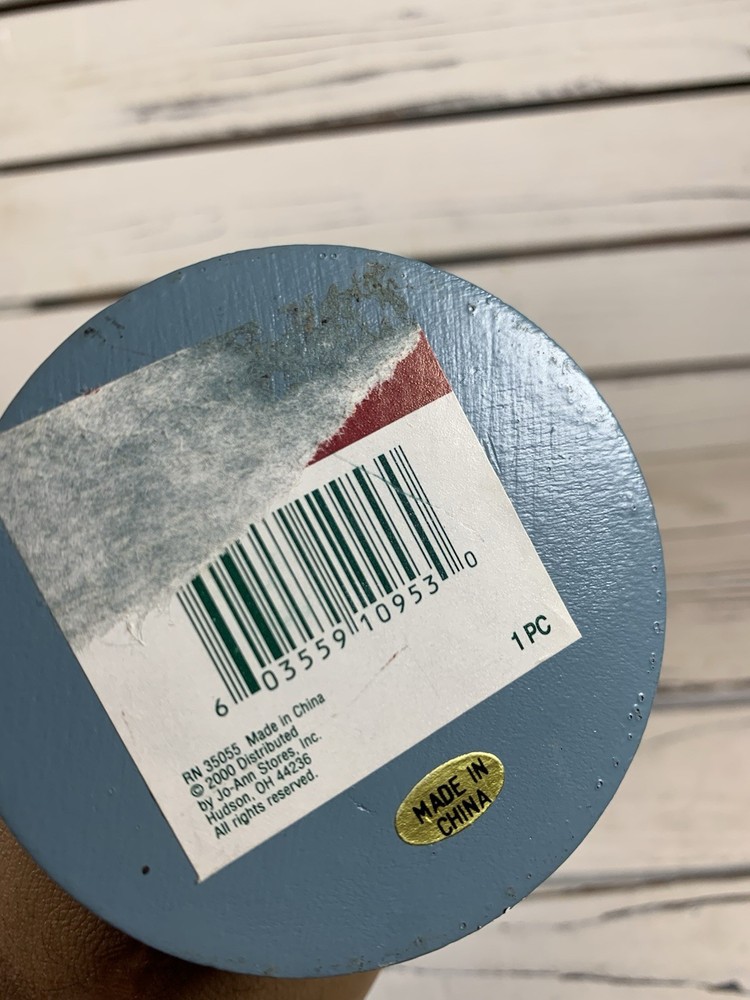 6 03559 10953 0
1 PC
RN 35055 Made in China
© 2000 Distributed
by Jo-Ann Stores, Inc.
Hudson, OH 44236
All rights reserved.
MADE IN
CHINA